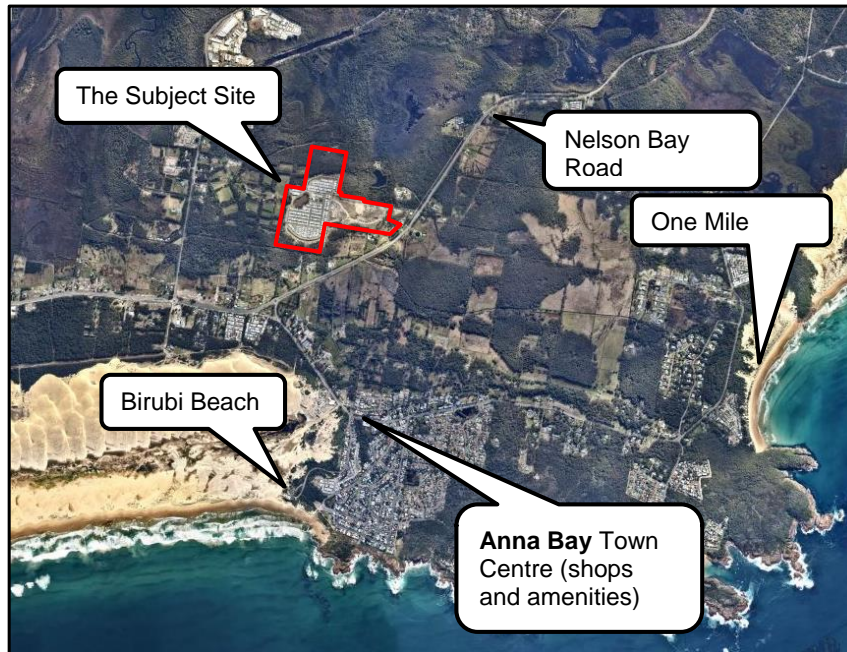 The Subject Site
Nelson Bay
Road
One Mile
Birubi Beach
Anna Bay Town
Centre (shops
and amenities)